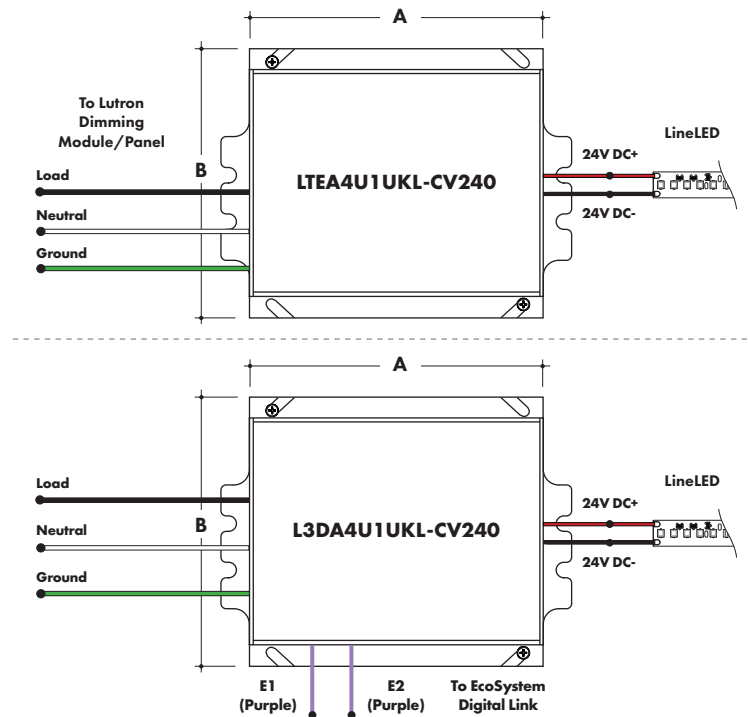 A
To Lutron
Dimming
Module/Panel
LineLED
24V DC+
Load
B
LTEA4U1UKL-CV240
Neutral
24V DC-
Ground
A
LineLED
Load
24V DC+
Neutral
B
L3DA4U1UKL-CV240
24V DC-
Ground
E1
(Purple)
E2
(Purple)
To EcoSystem
Digital Link